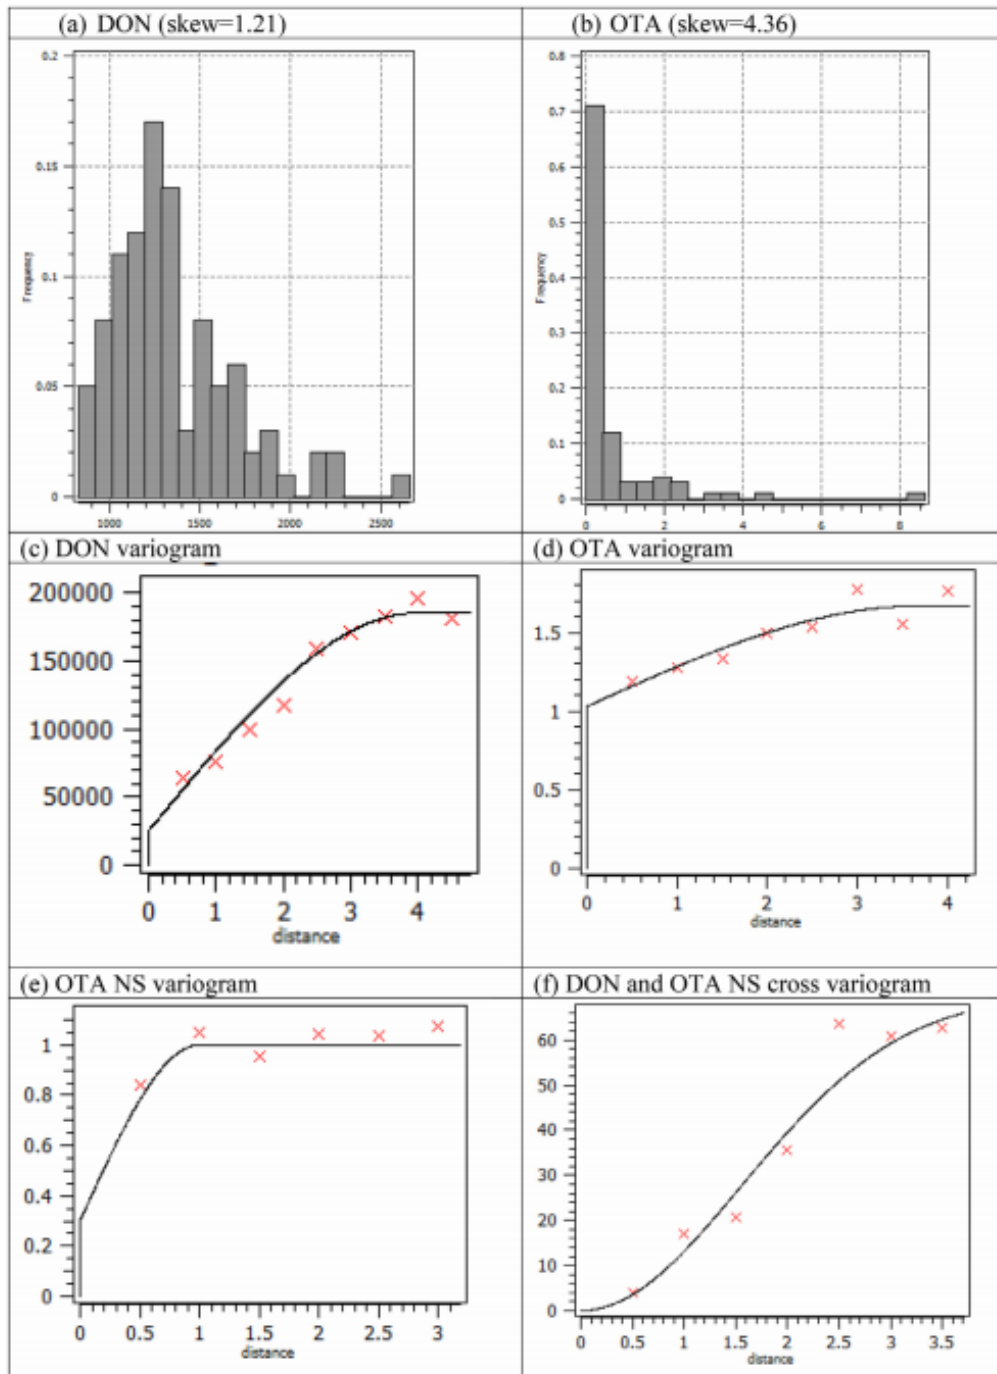 (a) DON (skew=1.21)
(b) OTA (skew=4.36)
0.2
0.15
0.1
0.05
0
Frequency
1000 1500 2000 2500
0.8
0.7
0.6
0.5
0.4
0.3
0.2
0.1
0
Frequency
0 2 4 6 8
(c) DON variogram
(d) OTA variogram
200000
150000
100000
50000
0
0 1 2 3 4
distance
1.5
1
0.5
0
0 1 2 3 4
distance
(e) OTA NS variogram
(f) DON and OTA NS cross variogram
1
0.8
0.6
0.4
0.2
0
0 0.5 1 1.5 2 2.5 3
distance
60
50
40
30
20
10
0
0 0.5 1 1.5 2 2.5 3 3.5
distance